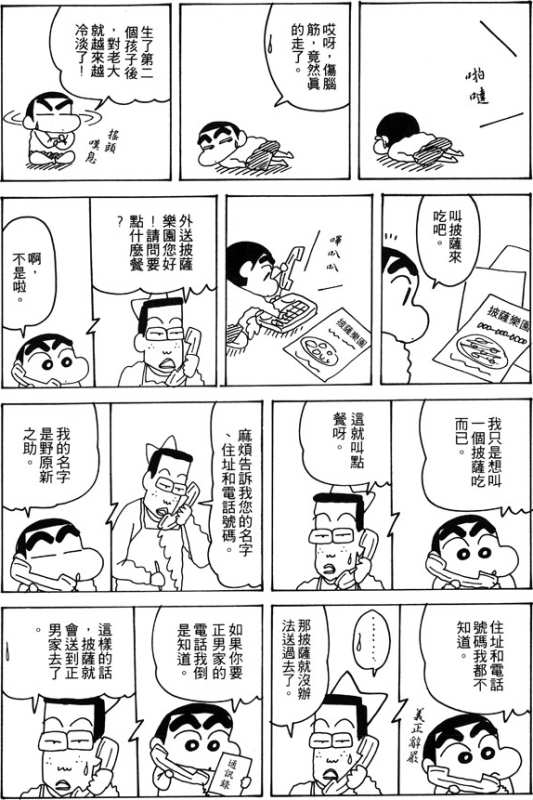 啪噠
哎呀，傷腦
筋，竟然真
的走了。
生了第二
個孩子後
，對老大
就越來越
冷淡了！
搖頭
嘆息
叫披薩來
吃吧。
披薩樂園
000-000-0000
嗶叭叭
披薩樂園
外送披薩
樂園您好
！請問要
點什麼餐
？
啊，
不是啦。
我只是想叫
一個披薩吃
而已。
這就叫點
餐呀。
麻煩告訴我您的名字
、住址和電話號碼。
我的名字
是野原新
之助。
住址和電話
號碼我都不
知道。
義正辭嚴
……
那披薩就沒辦
法送過去了。
如果你要
正男家的
電話我倒
是知道。
通訊錄
這樣的話
，披薩就
會送到正
男家去了
。